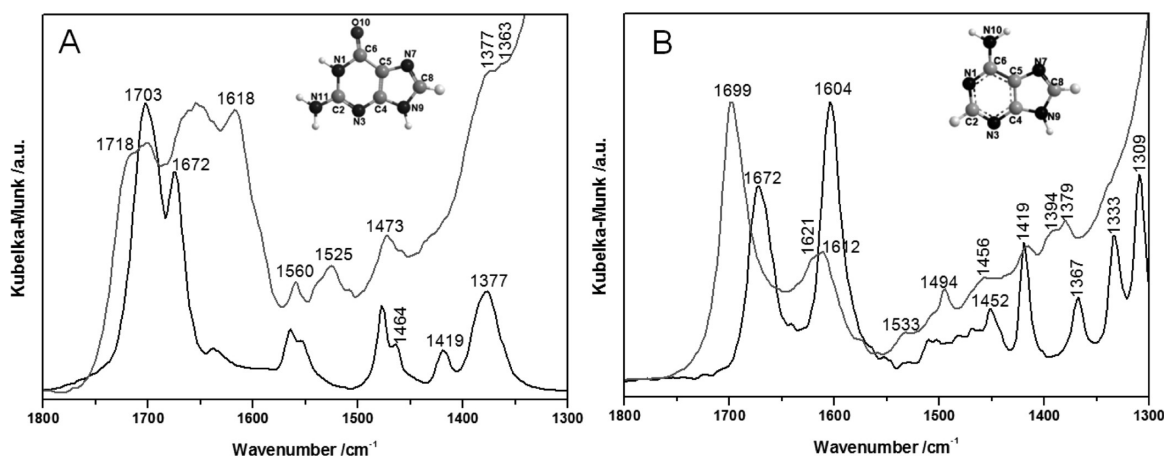 A
O10
C6
N1
C5
N7
C8
N11
C2
C4
N9
N3
1377
1363
1703
1718
1672
1618
1560
1525
1473
1464
1419
1377
Kubelka-Munk /a.u.
1800 1700 1600 1500 1400 1300
Wavenumber /cm-1
B
N10
C6
N1
C5
N7
C8
C2
C4
N9
N3
1699
1672
1604
1621
1612
1533
1494
1456
1452
1419
1394
1379
1367
1333
1309
Kubelka-Munk /a.u.
1800 1700 1600 1500 1400 1300
Wavenumber /cm-1